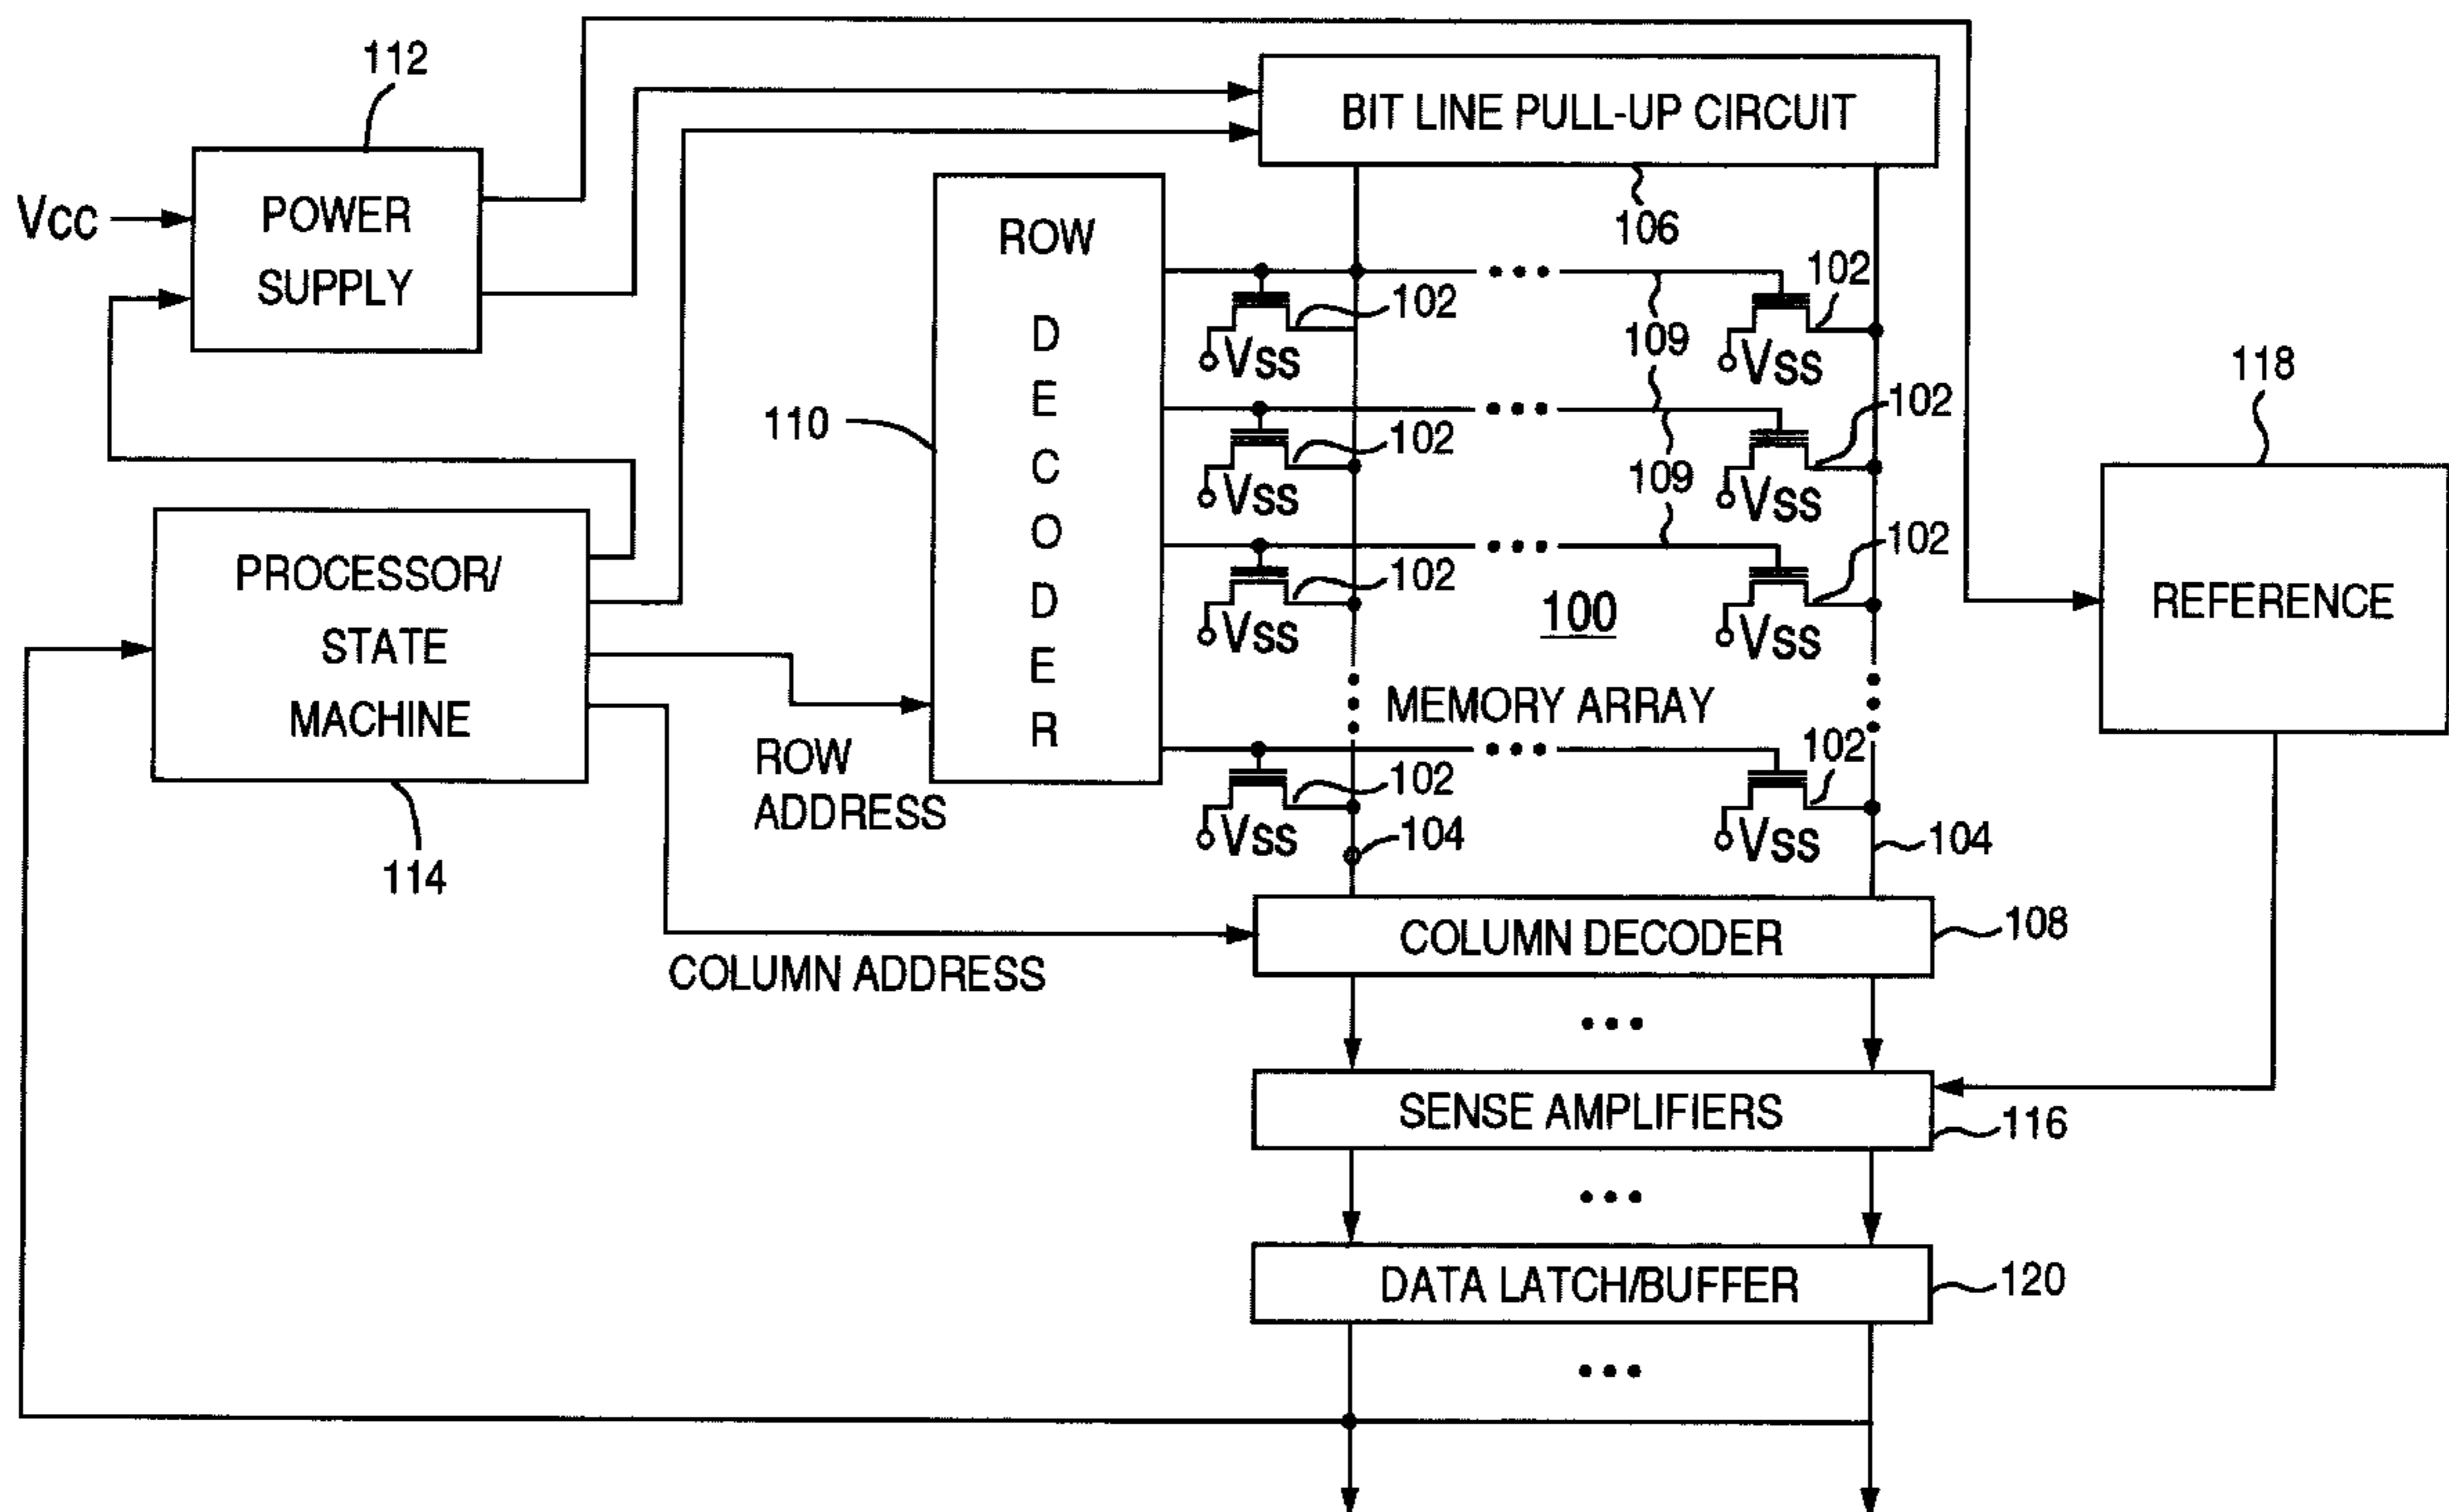 112
BIT LINE PULL-UP CIRCUIT
Vcc
POWER
SUPPLY
106
ROW
D
E
C
O
D
E
R
102
102
Vss
Vss
109
118
110
102
102
Vss
Vss
109
REFERENCE
PROCESSOR/
STATE
MACHINE
102
102
Vss
Vss
100
MEMORY ARRAY
ROW
ADDRESS
102
102
Vss
Vss
104
104
114
COLUMN DECODER
108
COLUMN ADDRESS
SENSE AMPLIFIERS
116
DATA LATCH/BUFFER
120